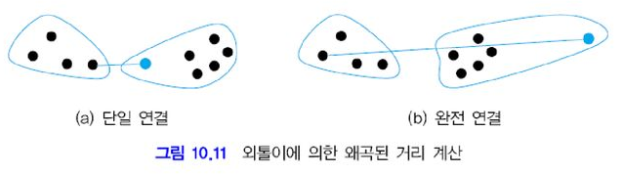 (a) 단일 연결
(b) 완전 연결
그림 10.11 외톨이에 의한 왜곡된 거리 계산